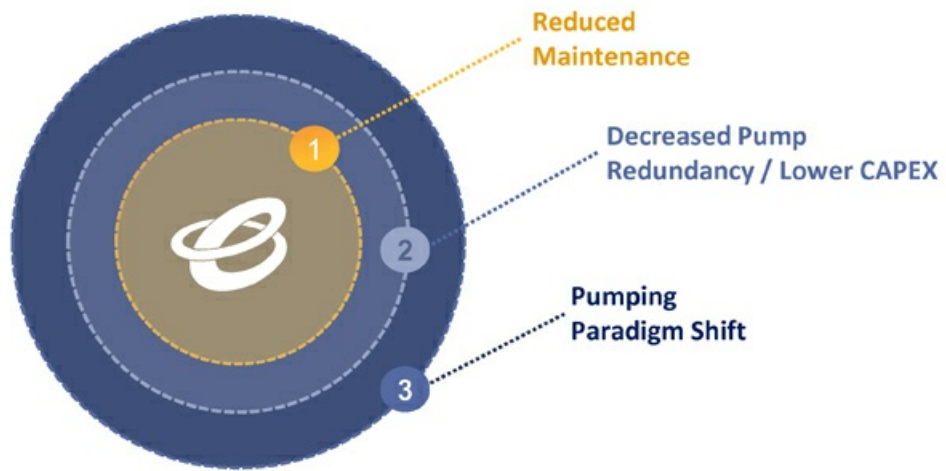 Reduced
Maintenance
1
Decreased Pump
Redundancy / Lower CAPEX
2
Pumping
Paradigm Shift
3